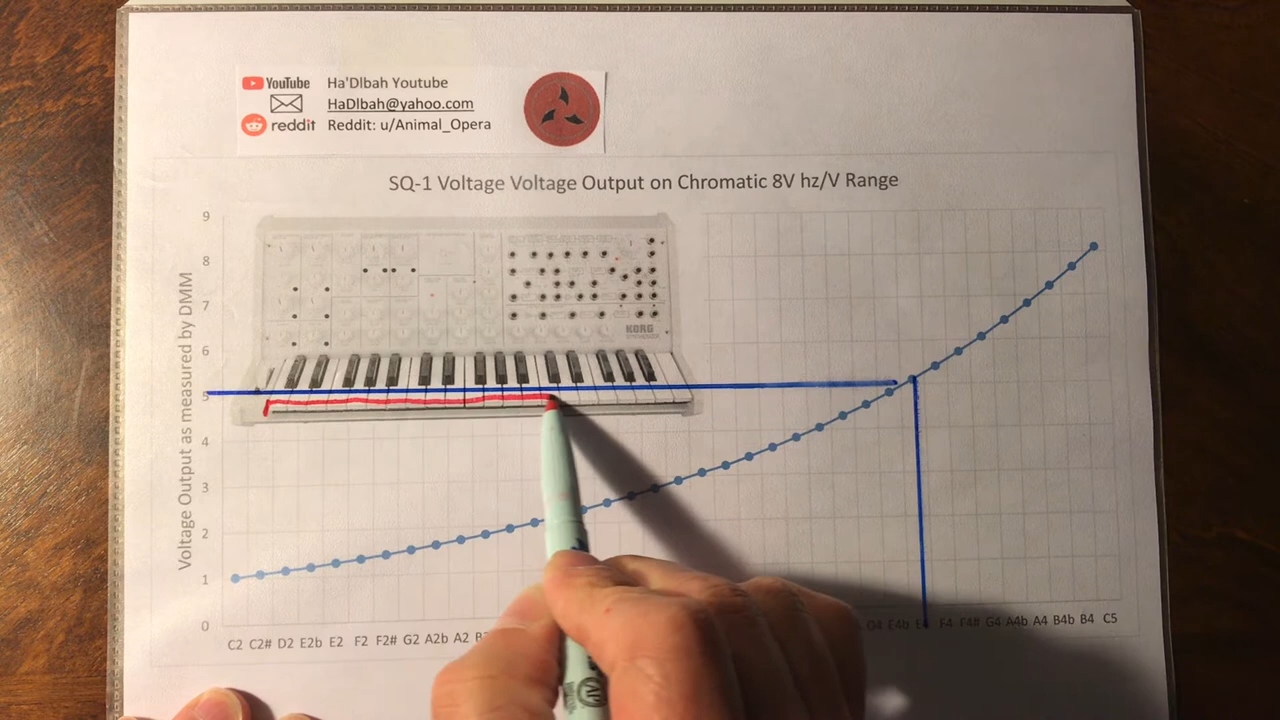 YouTube Ha'Dlbah Youtube
HaDlbah@yahoo.com
reddit Reddit: u/Animal_Opera
SQ-1 Voltage Voltage Output on Chromatic 8V hz/V Range
Voltage Output as measured by DMM
9
8
7
6
5
4
3
2
1
0
KORG
C2 C2# D2 E2b E2 F2 F2# G2 A2b A2 E4b F4 F4# G4 A4b A4 B4b B4 C5